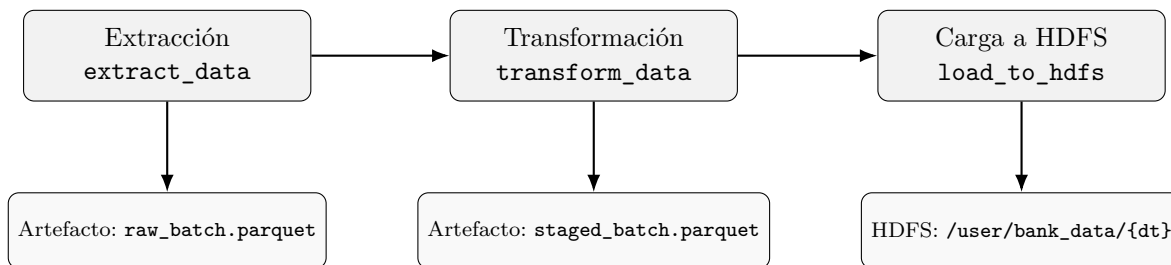 Extracción
extract_data
Transformación
transform_data
Carga a HDFS
load_to_hdfs
Artefacto: raw_batch.parquet
Artefacto: staged_batch.parquet
HDFS: /user/bank_data/{dt}